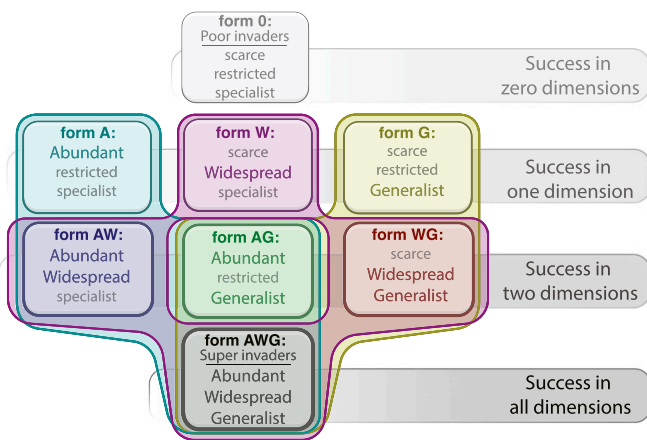 form 0:
Poor invaders
scarce
restricted
specialist
Success in
zero dimensions
form A:
Abundant
restricted
specialist
form W:
scarce
Widespread
specialist
form G:
scarce
restricted
Generalist
Success in
one dimension
form AW:
Abundant
Widespread
specialist
form AG:
Abundant
restricted
Generalist
form WG:
scarce
Widespread
Generalist
Success in
two dimensions
form AWG:
Super invaders
Abundant
Widespread
Generalist
Success in
all dimensions